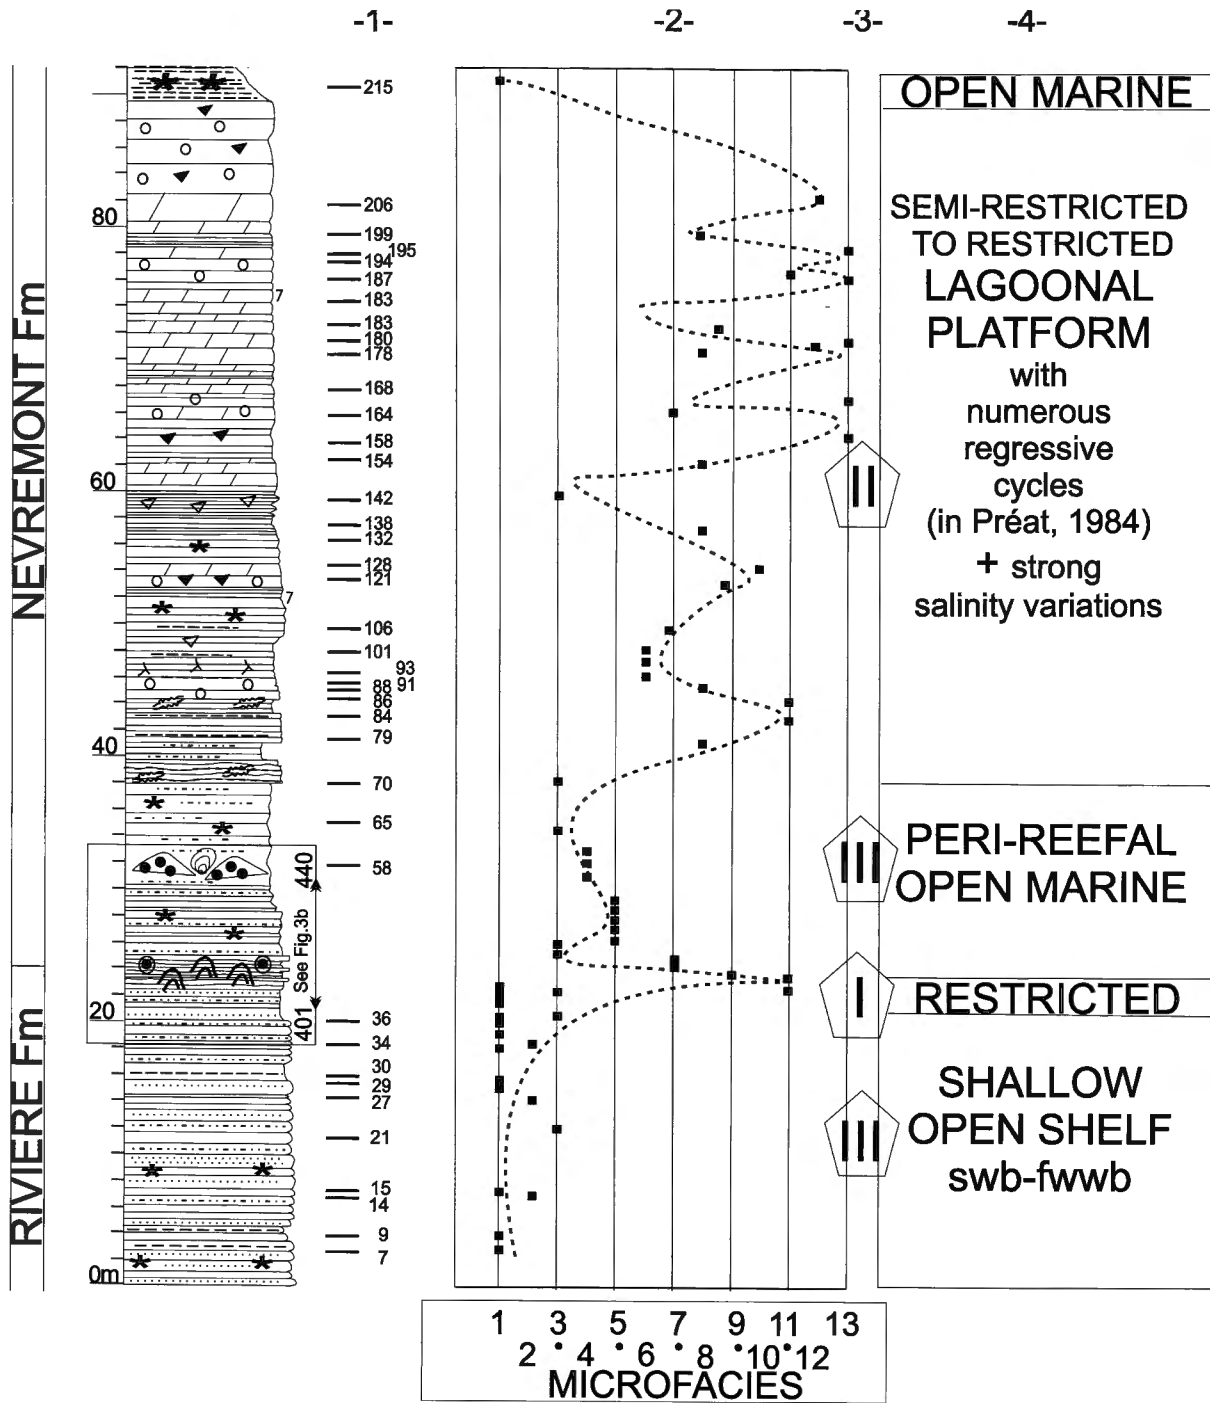 -1-
-2-
-3-
-4-
NEVREMONT Fm
RIVIERE Fm
80
60
40
20
0m
7
7
440
See Fig.3b
401
215
206
199
195
194
187
183
183
180
178
168
164
158
154
142
138
132
128
121
106
101
93
91
88
86
84
79
70
65
58
36
34
30
29
27
21
15
14
9
7
II
III
I
III
OPEN MARINE
SEMI-RESTRICTED
TO RESTRICTED
LAGOONAL
PLATFORM
with
numerous
regressive
cycles
(in Préat, 1984)
+ strong
salinity variations
PERI-REEFAL
OPEN MARINE
RESTRICTED
SHALLOW
OPEN SHELF
swb-fwwb
1 3 5 7 9 11 13
2 • 4 • 6 • 8 • 10 • 12
MICROFACIES